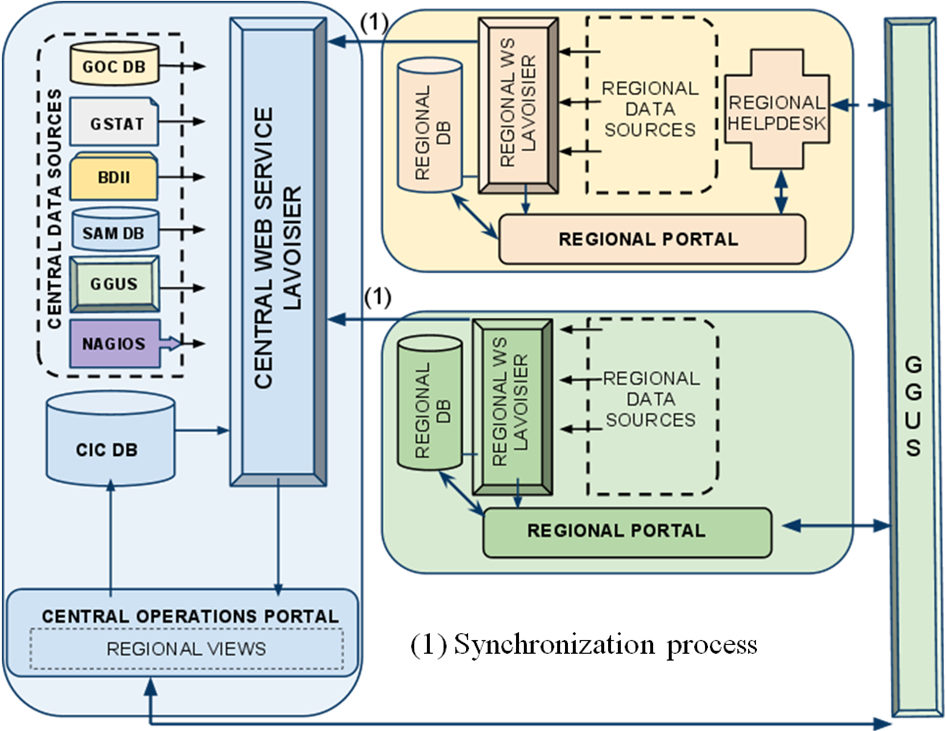 CENTRAL DATA SOURCES
GOC DB
GSTAT
BDII
SAM DB
GGUS
NAGIOS
CIC DB
CENTRAL WEB SERVICE
LAVOISIER
CENTRAL OPERATIONS PORTAL
REGIONAL VIEWS
(1)
REGIONAL
DB
REGIONAL WS
LAVOISIER
REGIONAL
DATA
SOURCES
REGIONAL
HELPDESK
REGIONAL PORTAL
(1)
REGIONAL
DB
REGIONAL WS
LAVOISIER
REGIONAL
DATA
SOURCES
REGIONAL PORTAL
GGUS
(1) Synchronization process